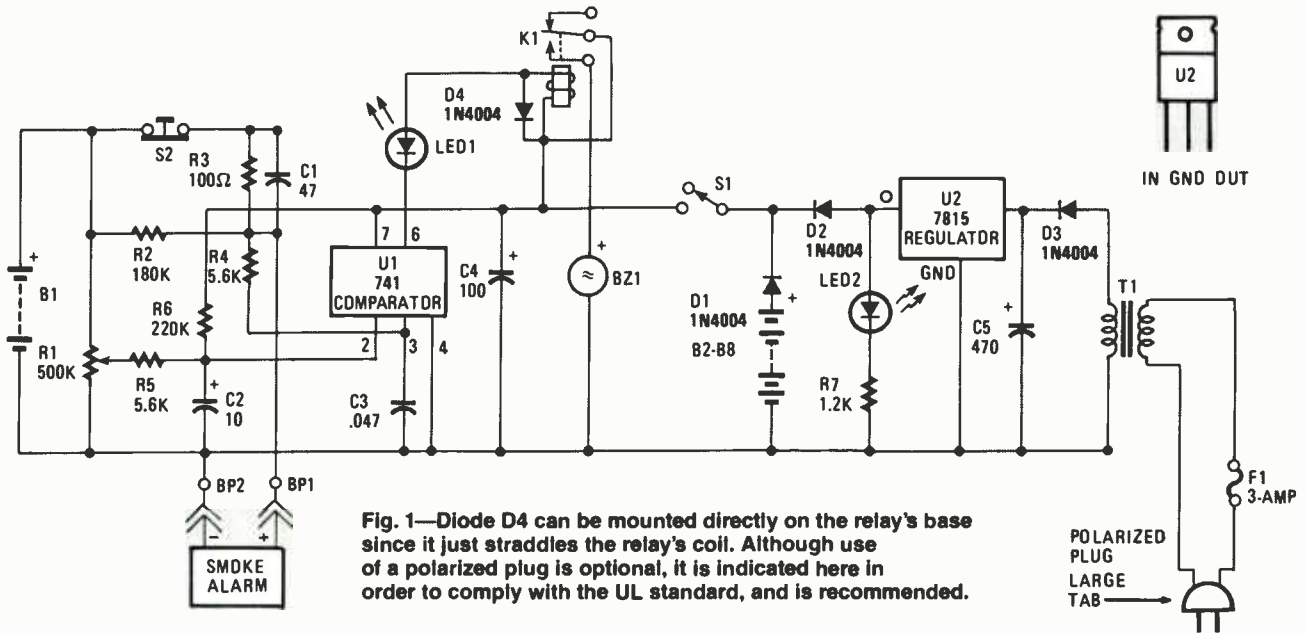 K1
U2
IN GND OUT
D4
1N4004
LED1
S2
R3
100Ω
C1
47
S1
D2
1N4004
U2
7815
REGULATOR
GND
D3
1N4004
T1
B1
R2
180K
R4
5.6K
7
6
U1
741
COMPARATOR
2
3
4
C4
100
+
BZ1
LED2
D1
1N4004
B2-B8
+
R6
220K
R1
500K
R5
5.6K
+
C2
10
C3
.047
R7
1.2K
C5
470
+
+
+
BP2
BP1
-
+
SMOKE
ALARM
F1
3-AMP
POLARIZED
PLUG
LARGE
TAB
Fig. 1—Diode D4 can be mounted directly on the relay's base
since it just straddles the relay's coil. Although use
of a polarized plug is optional, it is indicated here in
order to comply with the UL standard, and is recommended.